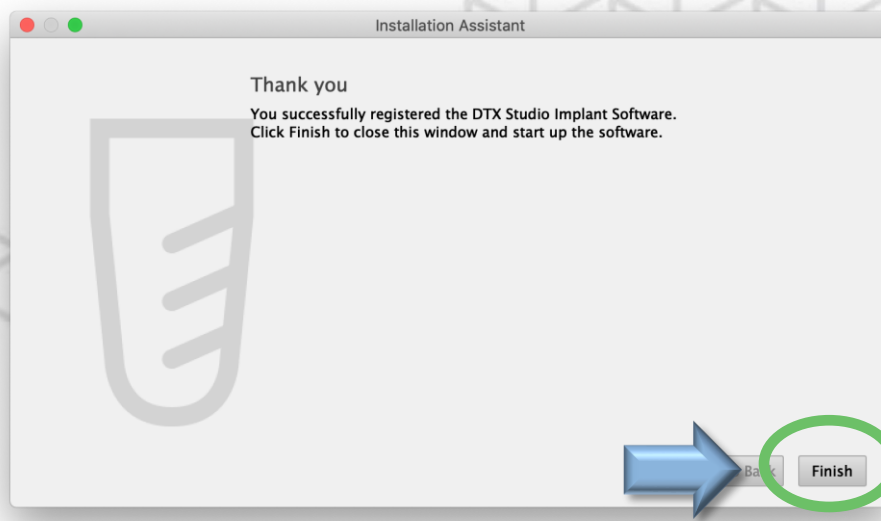 Installation Assistant
Thank you
You successfully registered the DTX Studio Implant Software.
Click Finish to close this window and start up the software.
Finish